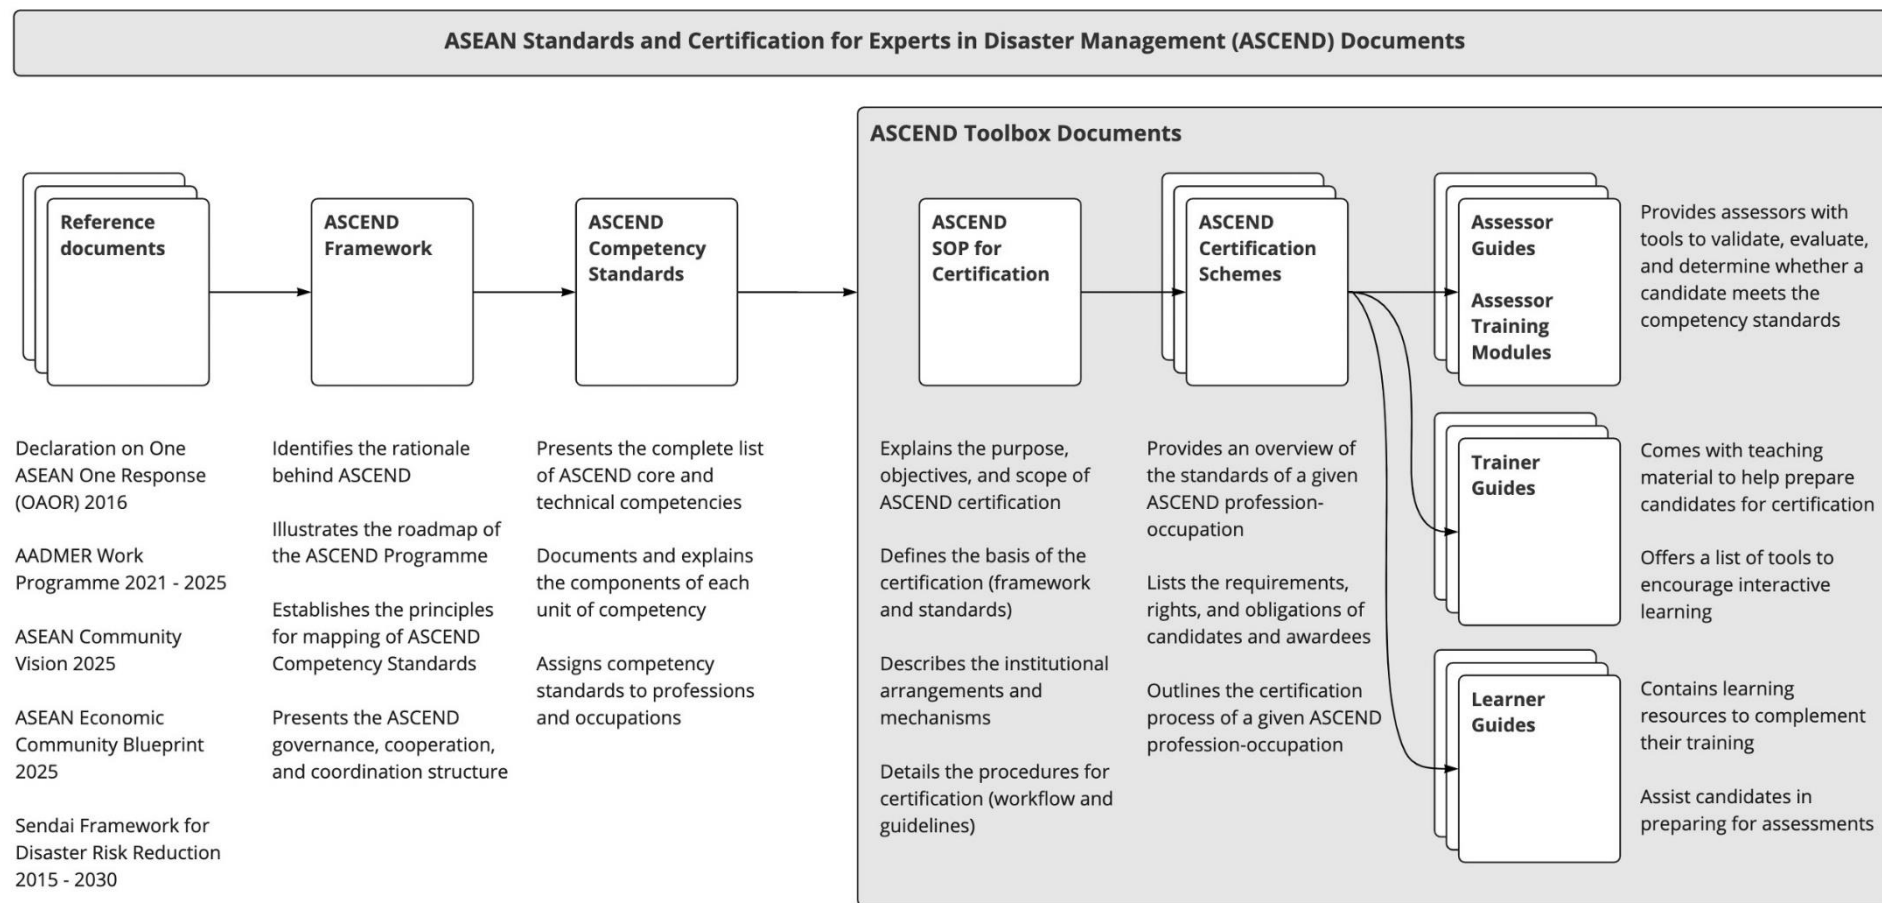 ASEAN Standards and Certification for Experts in Disaster Management (ASCEND) Documents
ASCEND Toolbox Documents
Reference
documents
ASCEND
Framework
ASCEND
Competency
Standards
ASCEND
SOP for
Certification
ASCEND
Certification
Schemes
Assessor
Guides
Assessor
Training
Modules
Provides assessors with
tools to validate, evaluate,
and determine whether a
candidate meets the
competency standards
Declaration on One
ASEAN One Response
(OAOR) 2016
AADMER Work
Programme 2021 - 2025
ASEAN Community
Vision 2025
ASEAN Economic
Community Blueprint
2025
Sendai Framework for
Disaster Risk Reduction
2015 - 2030
Identifies the rationale
behind ASCEND
Illustrates the roadmap of
the ASCEND Programme
Establishes the principles
for mapping of ASCEND
Competency Standards
Presents the ASCEND
governance, cooperation,
and coordination structure
Presents the complete list
of ASCEND core and
technical competencies
Documents and explains
the components of each
unit of competency
Assigns competency
standards to professions
and occupations
Explains the purpose,
objectives, and scope of
ASCEND certification
Defines the basis of the
certification (framework
and standards)
Describes the institutional
arrangements and
mechanisms
Details the procedures for
certification (workflow and
guidelines)
Provides an overview of
the standards of a given
ASCEND profession-
occupation
Lists the requirements,
rights, and obligations of
candidates and awardees
Outlines the certification
process of a given ASCEND
profession-occupation
Trainer
Guides
Comes with teaching
material to help prepare
candidates for certification
Offers a list of tools to
encourage interactive
learning
Learner
Guides
Contains learning
resources to complement
their training
Assist candidates in
preparing for assessments